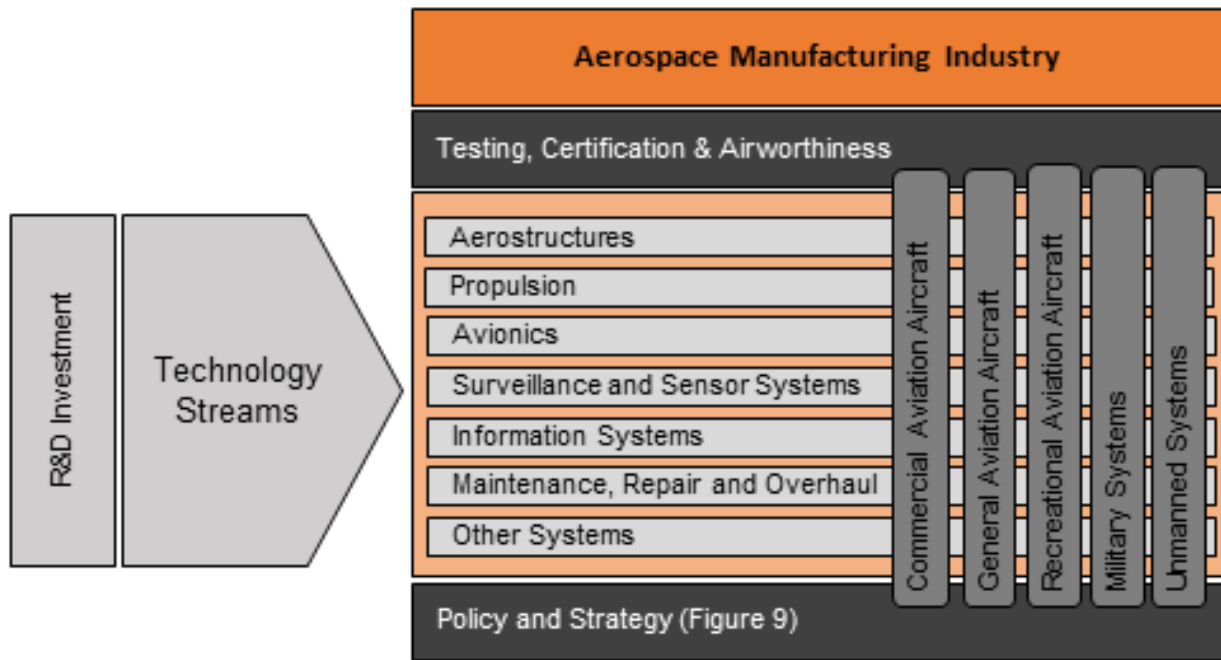 Aerospace Manufacturing Industry
Testing, Certification & Airworthiness
R&D Investment
Technology
Streams
Aerostructures
Propulsion
Avionics
Surveillance and Sensor Systems
Information Systems
Maintenance, Repair and Overhaul
Other Systems
Commercial Aviation Aircraft
General Aviation Aircraft
Recreational Aviation Aircraft
Military Systems
Unmanned Systems
Policy and Strategy (Figure 9)